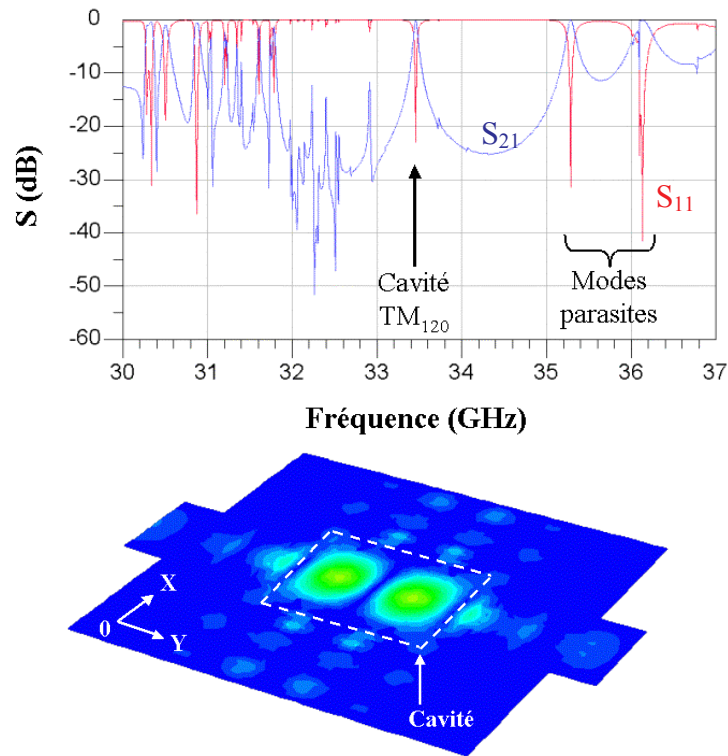 0
-10
-20
-30
-40
-50
-60
S (dB)
S21
S11
Cavité
TM120
Modes
parasites
30 31 32 33 34 35 36 37
Fréquence (GHz)
X
0
Y
Cavité